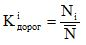 K^i_дорог = N_i / N̅